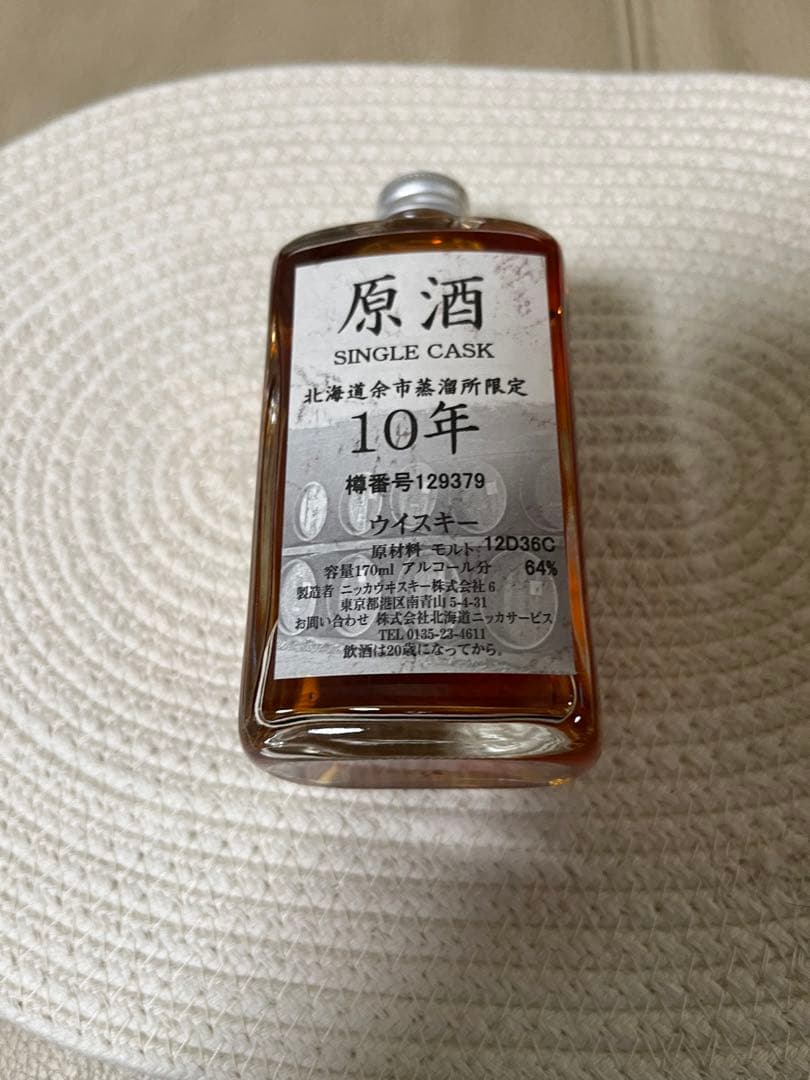 原酒
SINGLE CASK
北海道余市蒸溜所限定
10年
樽番号129379
ウイスキー
原材料 モルト 12D36C
容量170ml アルコール分 64%
製造者 ニッカウヰスキー株式会社 6
東京都港区南青山 5-4-31
お問い合わせ 株式会社北海道ニッカサービス
TEL 0135-23-4611
飲酒は20歳になってから。